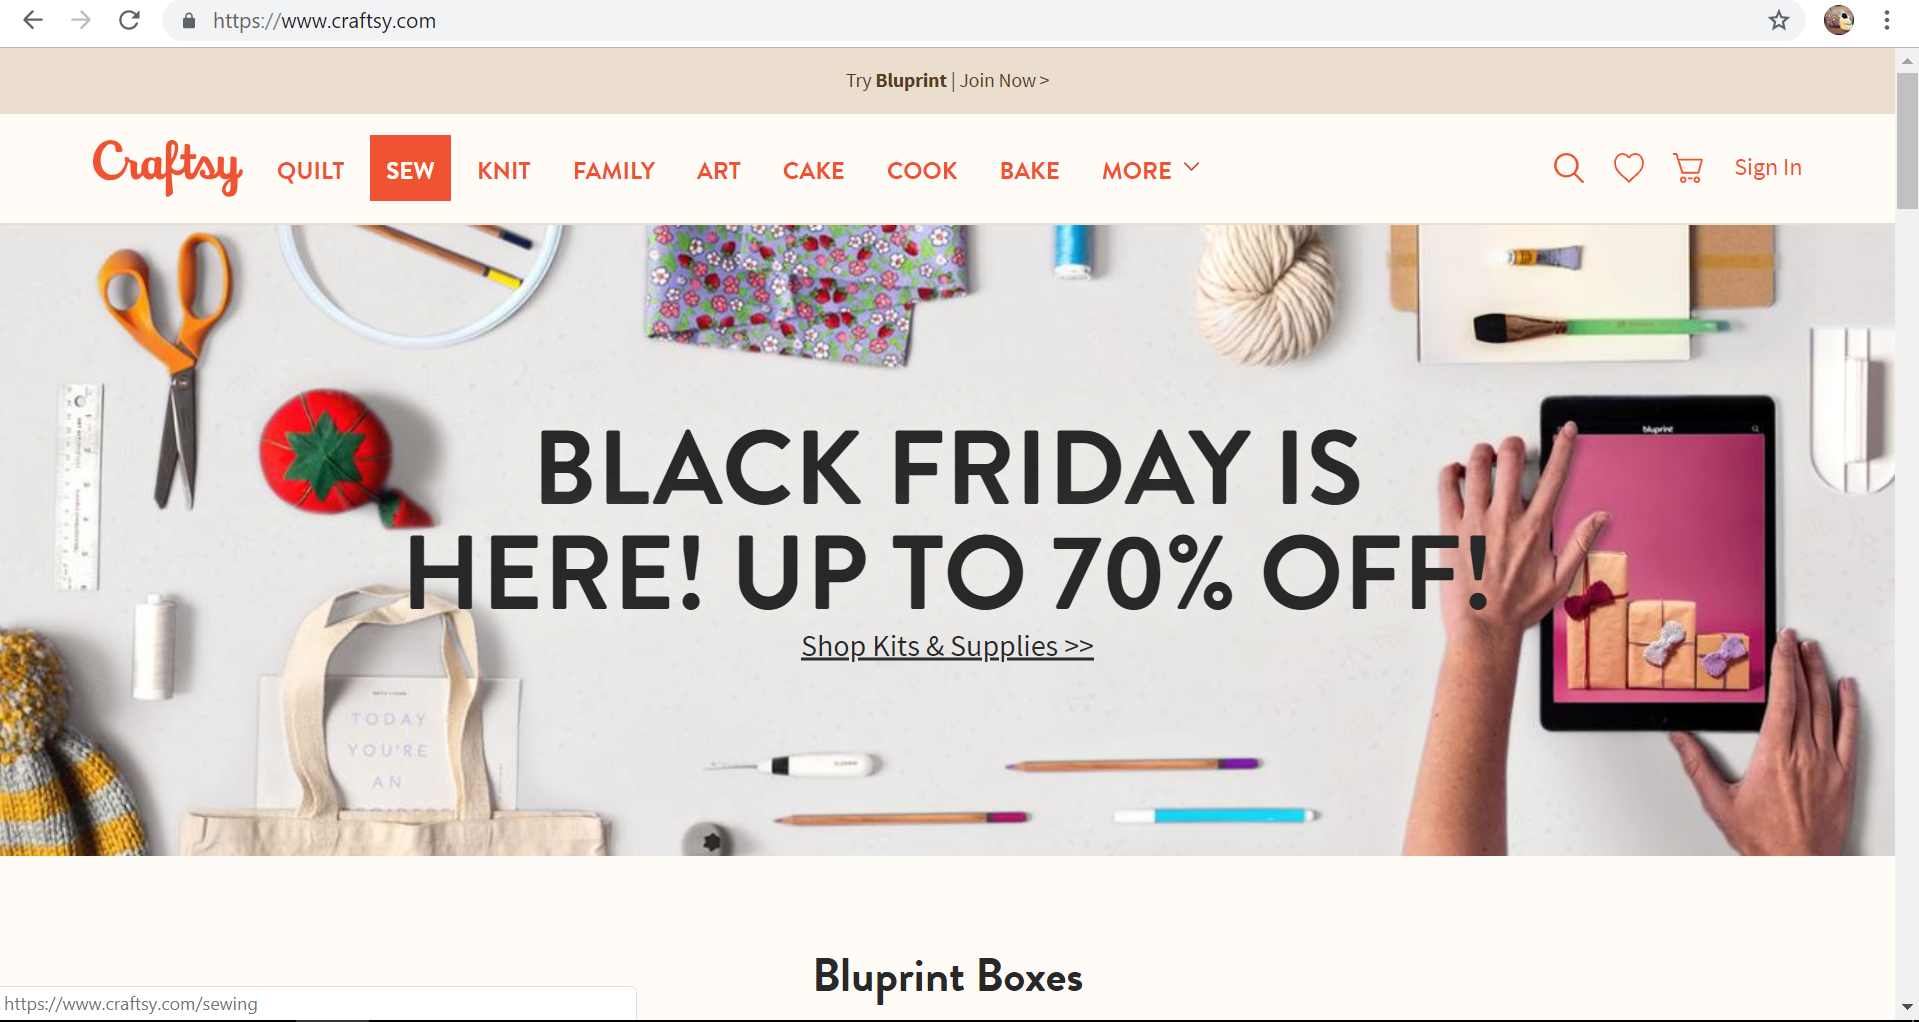 https://www.craftsy.com
Try Bluprint | Join Now >
Craftsy QUILT SEW KNIT FAMILY ART CAKE COOK BAKE MORE Sign In
bluprint
BLACK FRIDAY IS
HERE! UP TO 70% OFF!
Shop Kits & Supplies >>
TODAY
YOU'RE
AN
Bluprint Boxes
https://www.craftsy.com/sewing